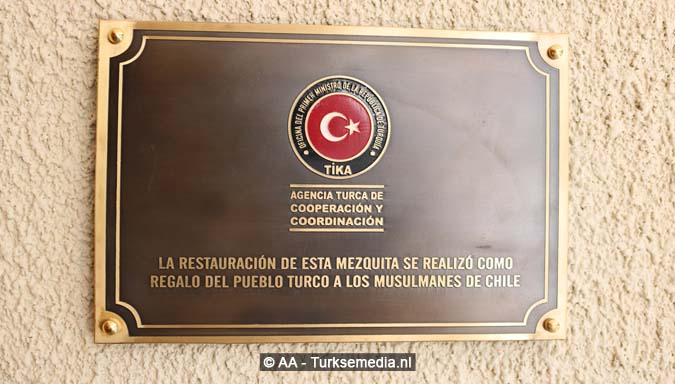 OFICINA DEL PRIMER MINISTRO DE LA REPÚBLICA DE TURQUÍA
TİKA
AGENCIA TURCA DE
COOPERACIÓN Y
COORDINACIÓN
LA RESTAURACIÓN DE ESTA MEZQUITA SE REALIZÓ COMO
REGALO DEL PUEBLO TURCO A LOS MUSULMANES DE CHILE
© AA - Turksemedia.nl